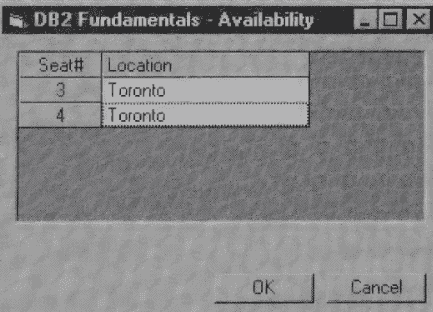 DB2 Fundamentals - Availability
Seat# Location
3 Toronto
4 Toronto
OK Cancel